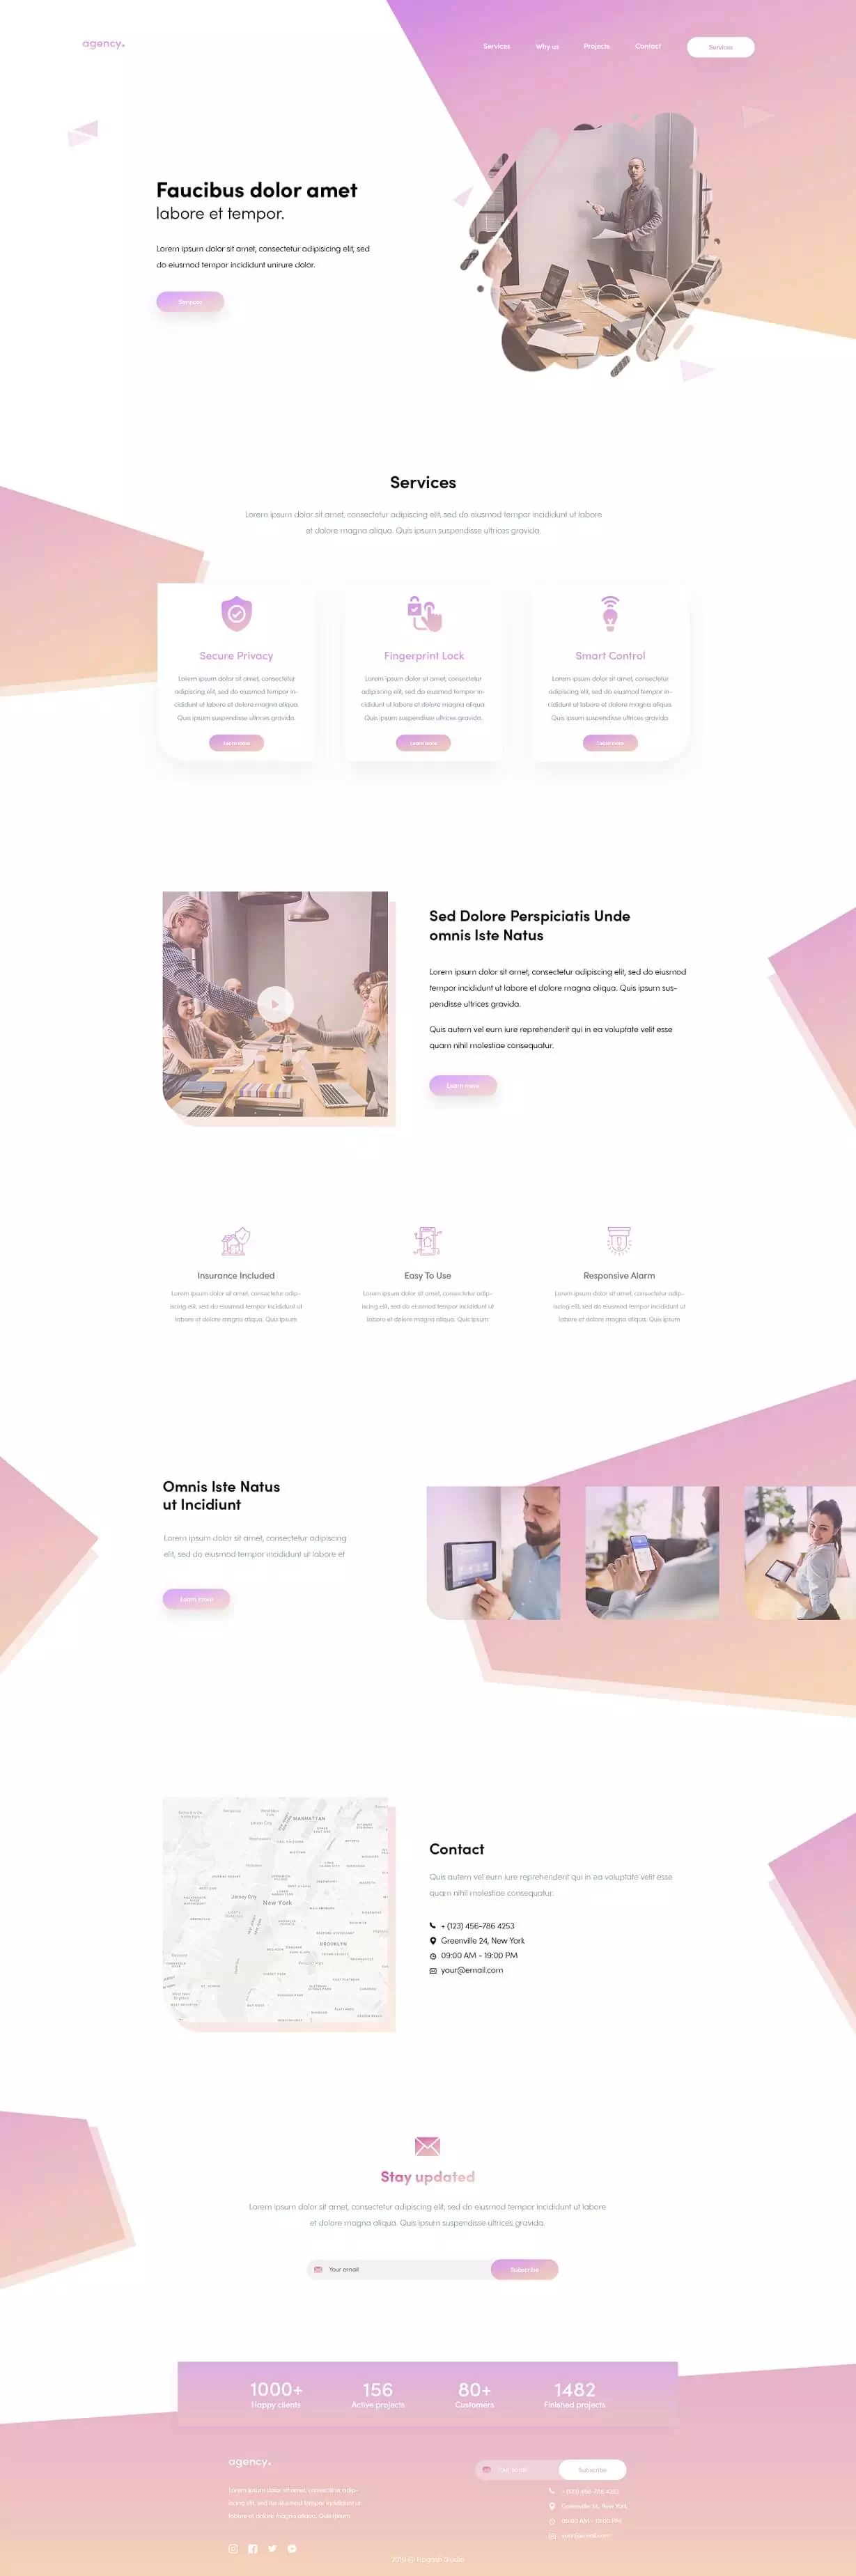 agency.
Services
Why us
Projects
Contact
Services
Faucibus dolor amet
labore et tempor.
Lorem ipsum dolor sit amet, consectetur adipisicing elit, sed
do eiusmod tempor incididunt unirure dolor.
Services
Services
Lorem ipsum dolor sit amet, consectetur adipiscing elit, sed do eiusmod tempor incididunt ut labore
et dolore magna aliqua. Quis ipsum suspendisse ultrices gravida.
Secure Privacy
Lorem ipsum dolor sit amet, consectetur
adipiscing elit, sed do eiusmod tempor in-
cididunt ut labore et dolore magna aliqua.
Quis ipsum suspendisse ultrices gravida.
Learn more
Fingerprint Lock
Lorem ipsum dolor sit amet, consectetur
adipiscing elit, sed do eiusmod tempor in-
cididunt ut labore et dolore magna aliqua.
Quis ipsum suspendisse ultrices gravida.
Learn more
Smart Control
Lorem ipsum dolor sit amet, consectetur
adipiscing elit, sed do eiusmod tempor in-
cididunt ut labore et dolore magna aliqua.
Quis ipsum suspendisse ultrices gravida.
Learn more
Sed Dolore Perspiciatis Unde
omnis Iste Natus
Lorem ipsum dolor sit amet, consectetur adipiscing elit, sed do eiusmod
tempor incididunt ut labore et dolore magna aliqua. Quis ipsum sus-
pendisse ultrices gravida.
Quis autem vel eum iure reprehenderit qui in ea voluptate velit esse
quam nihil molestiae consequatur.
Learn more
Insurance Included
Lorem ipsum dolor sit amet, consectetur adip-
iscing elit, sed do eiusmod tempor incididunt ut
labore et dolore magna aliqua. Quis ipsum
Easy To Use
Lorem ipsum dolor sit amet, consectetur adip-
iscing elit, sed do eiusmod tempor incididunt ut
labore et dolore magna aliqua. Quis ipsum
Responsive Alarm
Lorem ipsum dolor sit amet, consectetur adip-
iscing elit, sed do eiusmod tempor incididunt ut
labore et dolore magna aliqua. Quis ipsum
Omnis Iste Natus
ut Incidiunt
Lorem ipsum dolor sit amet, consectetur adipiscing
elit, sed do eiusmod tempor incididunt ut labore et
Learn more
MANHATTAN
Union City
Jersey City
New York
BROOKLYN
Contact
Quis autem vel eum iure reprehenderit qui in ea voluptate velit esse
quam nihil molestiae consequatur.
+ (123) 456-786 4253
Greenville 24, New York
09:00 AM - 19:00 PM
your@email.com
Stay updated
Lorem ipsum dolor sit amet, consectetur adipiscing elit, sed do eiusmod tempor incididunt ut labore
et dolore magna aliqua. Quis ipsum suspendisse ultrices gravida.
Your email
Subscribe
1000+
Happy clients
156
Active projects
80+
Customers
1482
Finished projects
agency.
Lorem ipsum dolor sit amet, consectetur adip-
iscing elit, sed do eiusmod tempor incididunt ut
labore et dolore magna aliqua. Quis ipsum
Your email
Subscribe
+ (123) 456-786 4253
Greenville 24, New York
09:00 AM - 19:00 PM
your@email.com